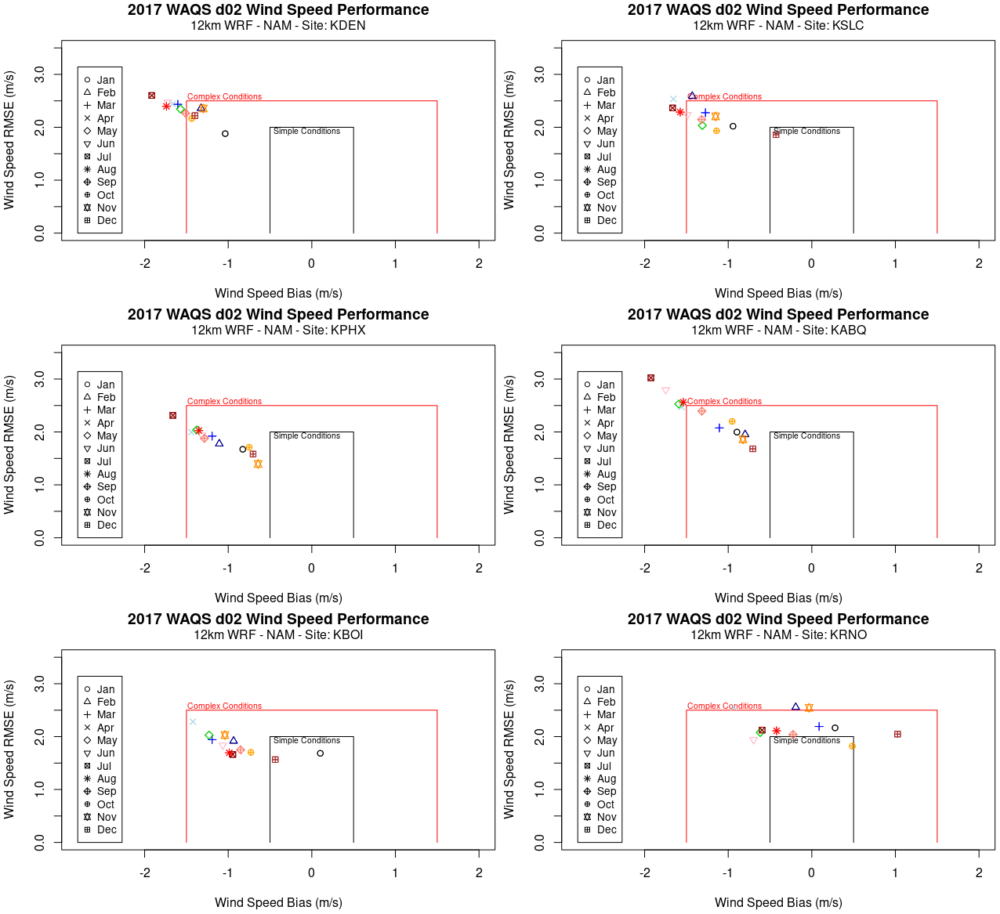 2017 WAQS d02 Wind Speed Performance
12km WRF - NAM - Site: KDEN
Wind Speed RMSE (m/s)
3.0
2.0
1.0
0.0
Jan
Feb
Mar
Apr
May
Jun
Jul
Aug
Sep
Oct
Nov
Dec
Complex Conditions
Simple Conditions
-2 -1 0 1 2
Wind Speed Bias (m/s)
2017 WAQS d02 Wind Speed Performance
12km WRF - NAM - Site: KSLC
Wind Speed RMSE (m/s)
3.0
2.0
1.0
0.0
Jan
Feb
Mar
Apr
May
Jun
Jul
Aug
Sep
Oct
Nov
Dec
Complex Conditions
Simple Conditions
-2 -1 0 1 2
Wind Speed Bias (m/s)
2017 WAQS d02 Wind Speed Performance
12km WRF - NAM - Site: KPHX
Wind Speed RMSE (m/s)
3.0
2.0
1.0
0.0
Jan
Feb
Mar
Apr
May
Jun
Jul
Aug
Sep
Oct
Nov
Dec
Complex Conditions
Simple Conditions
-2 -1 0 1 2
Wind Speed Bias (m/s)
2017 WAQS d02 Wind Speed Performance
12km WRF - NAM - Site: KABQ
Wind Speed RMSE (m/s)
3.0
2.0
1.0
0.0
Jan
Feb
Mar
Apr
May
Jun
Jul
Aug
Sep
Oct
Nov
Dec
Complex Conditions
Simple Conditions
-2 -1 0 1 2
Wind Speed Bias (m/s)
2017 WAQS d02 Wind Speed Performance
12km WRF - NAM - Site: KBOI
Wind Speed RMSE (m/s)
3.0
2.0
1.0
0.0
Jan
Feb
Mar
Apr
May
Jun
Jul
Aug
Sep
Oct
Nov
Dec
Complex Conditions
Simple Conditions
-2 -1 0 1 2
Wind Speed Bias (m/s)
2017 WAQS d02 Wind Speed Performance
12km WRF - NAM - Site: KRNO
Wind Speed RMSE (m/s)
3.0
2.0
1.0
0.0
Jan
Feb
Mar
Apr
May
Jun
Jul
Aug
Sep
Oct
Nov
Dec
Complex Conditions
Simple Conditions
-2 -1 0 1 2
Wind Speed Bias (m/s)